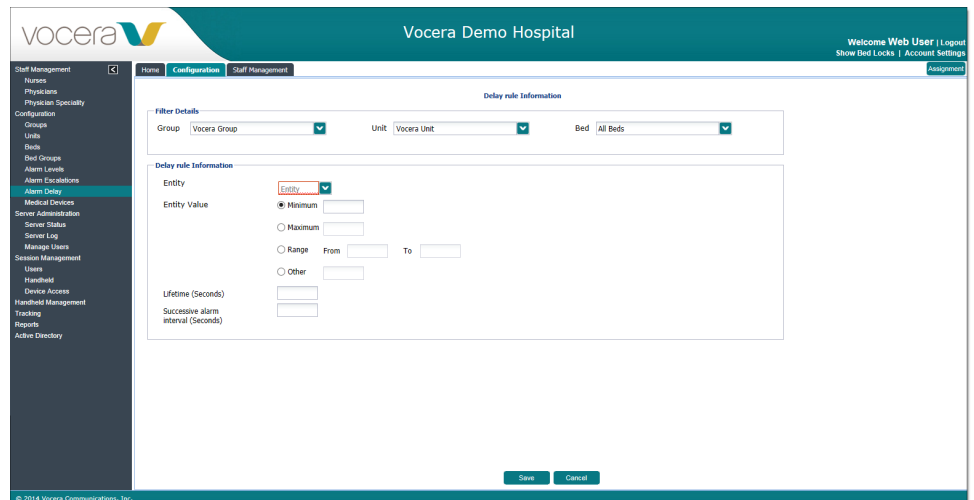 vocera
Vocera Demo Hospital
Welcome Web User | Logout
Show Bed Locks | Account Settings
Staff Management
Nurses
Physicians
Physician Speciality
Configuration
Groups
Units
Beds
Bed Groups
Alarm Levels
Alarm Escalations
Alarm Delay
Medical Devices
Server Administration
Server Status
Server Log
Manage Users
Session Management
Users
Handheld
Device Access
Handheld Management
Tracking
Reports
Active Directory
Home Configuration Staff Management Assignment
Delay rule Information
Filter Details
Group Vocera Group Unit Vocera Unit Bed All Beds
Delay rule Information
Entity Entity
Entity Value Minimum
Maximum
Range From To
Other
Lifetime (Seconds)
Successive alarm
interval (Seconds)
Save Cancel
© 2014 Vocera Communications, Inc.